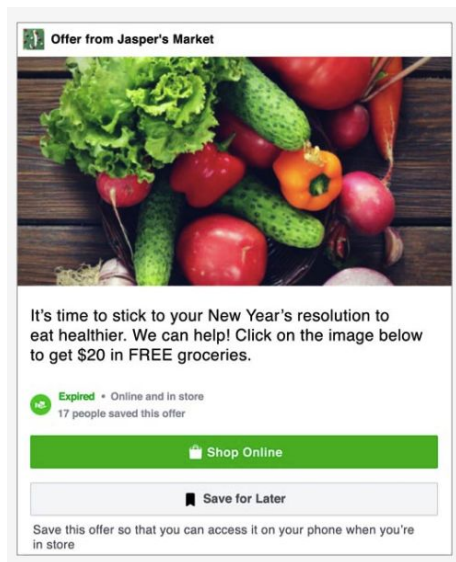 Offer from Jasper's Market
It's time to stick to your New Year's resolution to
eat healthier. We can help! Click on the image below
to get $20 in FREE groceries.
Expired • Online and in store
17 people saved this offer
Shop Online
Save for Later
Save this offer so that you can access it on your phone when you're
in store